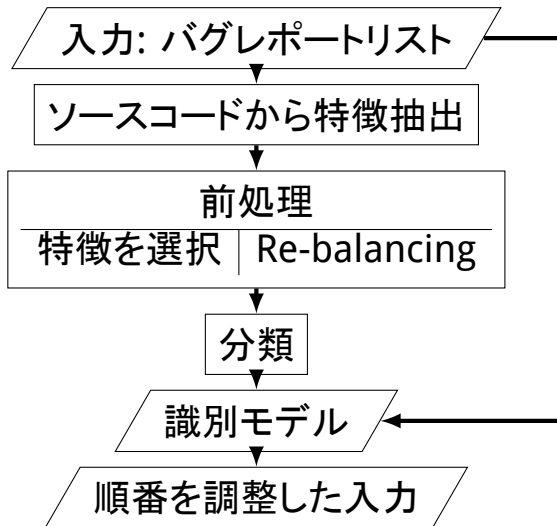 入力: バグレポートリスト
ソースコードから特徴抽出
前処理
特徴を選択 Re-balancing
分類
識別モデル
順番を調整した入力